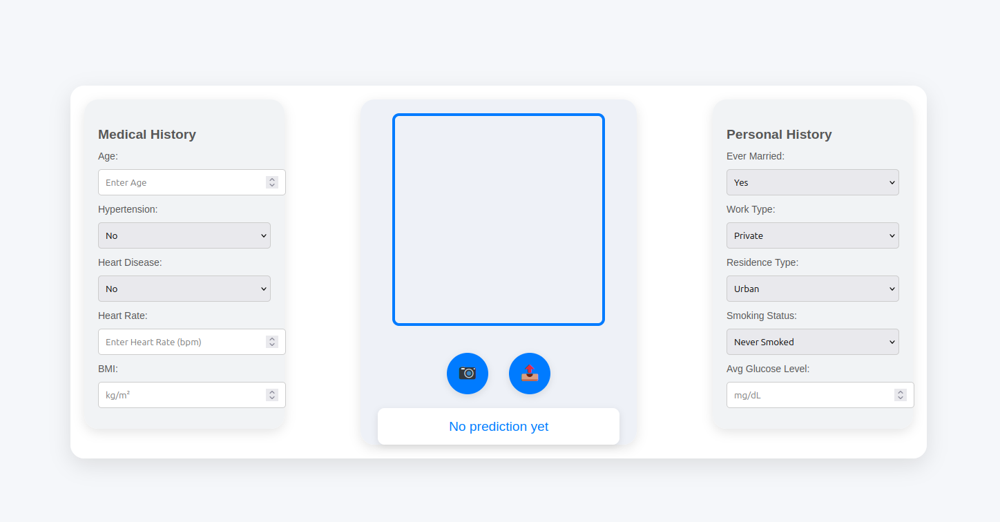 Medical History
Age:
Enter Age
Hypertension:
No
Heart Disease:
No
Heart Rate:
Enter Heart Rate (bpm)
BMI:
kg/m²
No prediction yet
Personal History
Ever Married:
Yes
Work Type:
Private
Residence Type:
Urban
Smoking Status:
Never Smoked
Avg Glucose Level:
mg/dL